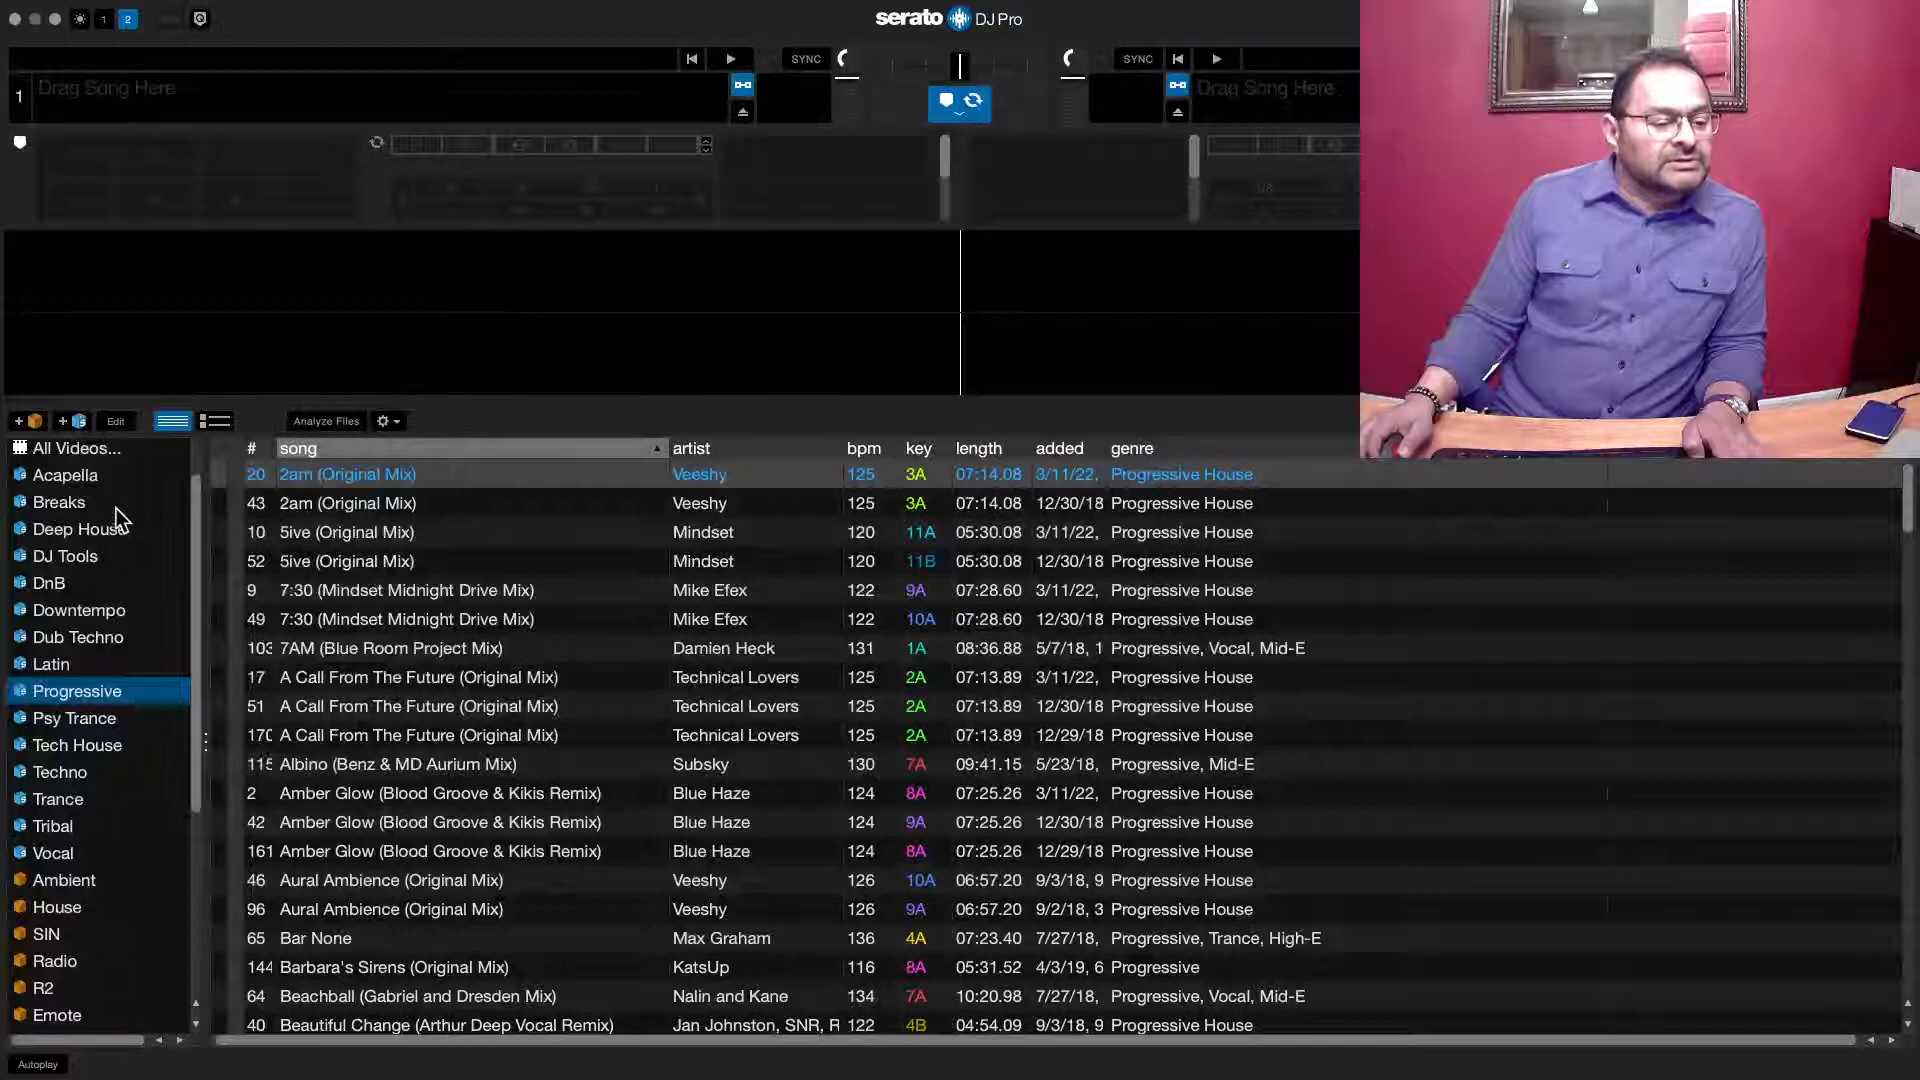 1 2
serato DJ Pro
SYNC SYNC
1 Drag Song Here Drag Song Here
Edit Analyze Files
All Videos...
Acapella
Breaks
Deep House
DJ Tools
DnB
Downtempo
Dub Techno
Latin
Progressive
Psy Trance
Tech House
Techno
Trance
Tribal
Vocal
Ambient
House
SIN
Radio
R2
Emote
# song artist bpm key length added genre
20 2am (Original Mix) Veeshy 125 3A 07:14.08 3/11/22, Progressive House
43 2am (Original Mix) Veeshy 125 3A 07:14.08 12/30/18 Progressive House
10 5ive (Original Mix) Mindset 120 11A 05:30.08 3/11/22, Progressive House
52 5ive (Original Mix) Mindset 120 11B 05:30.08 12/30/18 Progressive House
9 7:30 (Mindset Midnight Drive Mix) Mike Efex 122 9A 07:28.60 3/11/22, Progressive House
49 7:30 (Mindset Midnight Drive Mix) Mike Efex 122 10A 07:28.60 12/30/18 Progressive House
103 7AM (Blue Room Project Mix) Damien Heck 131 1A 08:36.88 5/7/18, 1 Progressive, Vocal, Mid-E
17 A Call From The Future (Original Mix) Technical Lovers 125 2A 07:13.89 3/11/22, Progressive House
51 A Call From The Future (Original Mix) Technical Lovers 125 2A 07:13.89 12/30/18 Progressive House
170 A Call From The Future (Original Mix) Technical Lovers 125 2A 07:13.89 12/29/18 Progressive House
115 Albino (Benz & MD Aurium Mix) Subsky 130 7A 09:41.15 5/23/18, Progressive, Mid-E
2 Amber Glow (Blood Groove & Kikis Remix) Blue Haze 124 8A 07:25.26 3/11/22, Progressive House
42 Amber Glow (Blood Groove & Kikis Remix) Blue Haze 124 9A 07:25.26 12/30/18 Progressive House
161 Amber Glow (Blood Groove & Kikis Remix) Blue Haze 124 8A 07:25.26 12/29/18 Progressive House
46 Aural Ambience (Original Mix) Veeshy 126 10A 06:57.20 9/3/18, 9 Progressive House
96 Aural Ambience (Original Mix) Veeshy 126 9A 06:57.20 9/2/18, 3 Progressive House
65 Bar None Max Graham 136 4A 07:23.40 7/27/18, Progressive, Trance, High-E
144 Barbara's Sirens (Original Mix) KatsUp 116 8A 05:31.52 4/3/19, 6 Progressive
64 Beachball (Gabriel and Dresden Mix) Nalin and Kane 134 7A 10:20.98 7/27/18, Progressive, Vocal, Mid-E
40 Beautiful Change (Arthur Deep Vocal Remix) Jan Johnston, SNR, R 122 4B 04:54.09 9/3/18, 9 Progressive House
Autoplay